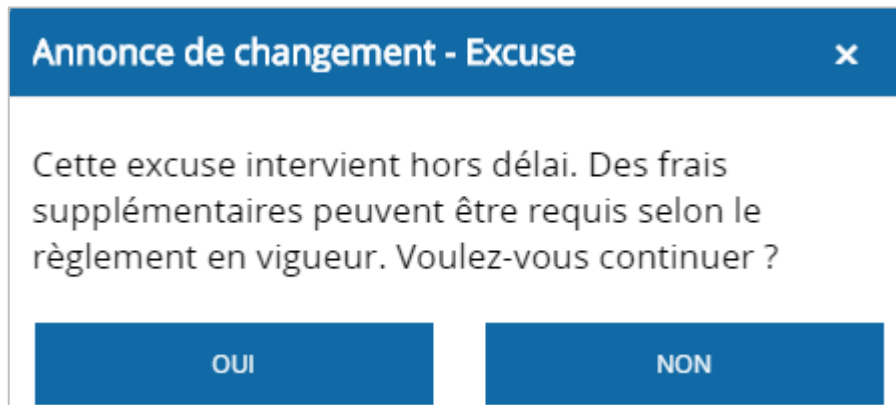 Annonce de changement - Excuse ×
Cette excuse intervient hors délai. Des frais
supplémentaires peuvent être requis selon le
règlement en vigueur. Voulez-vous continuer ?
OUI NON